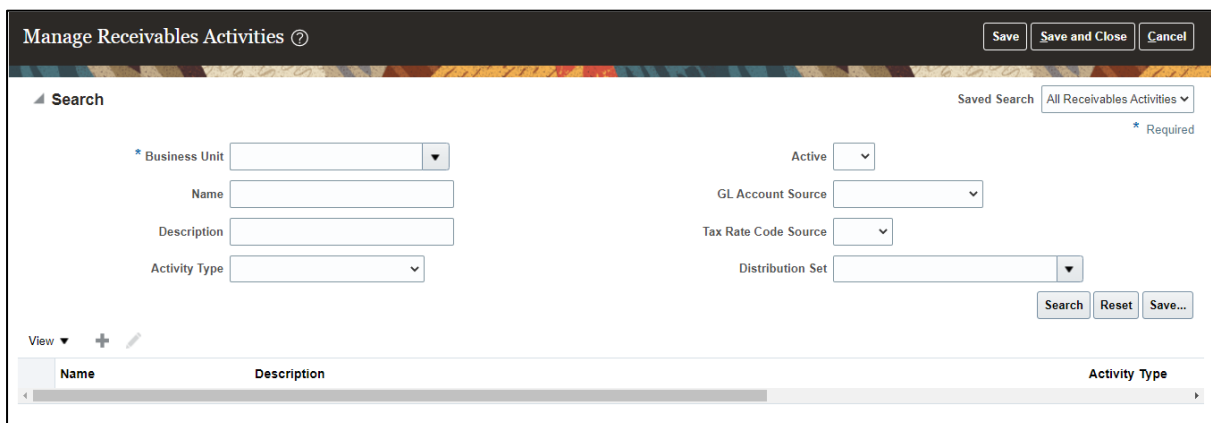 Manage Receivables Activities ?
Save Save and Close Cancel
Search
Saved Search All Receivables Activities
* Required
* Business Unit
Active
Name
GL Account Source
Description
Tax Rate Code Source
Activity Type
Distribution Set
Search Reset Save...
View
Name Description Activity Type